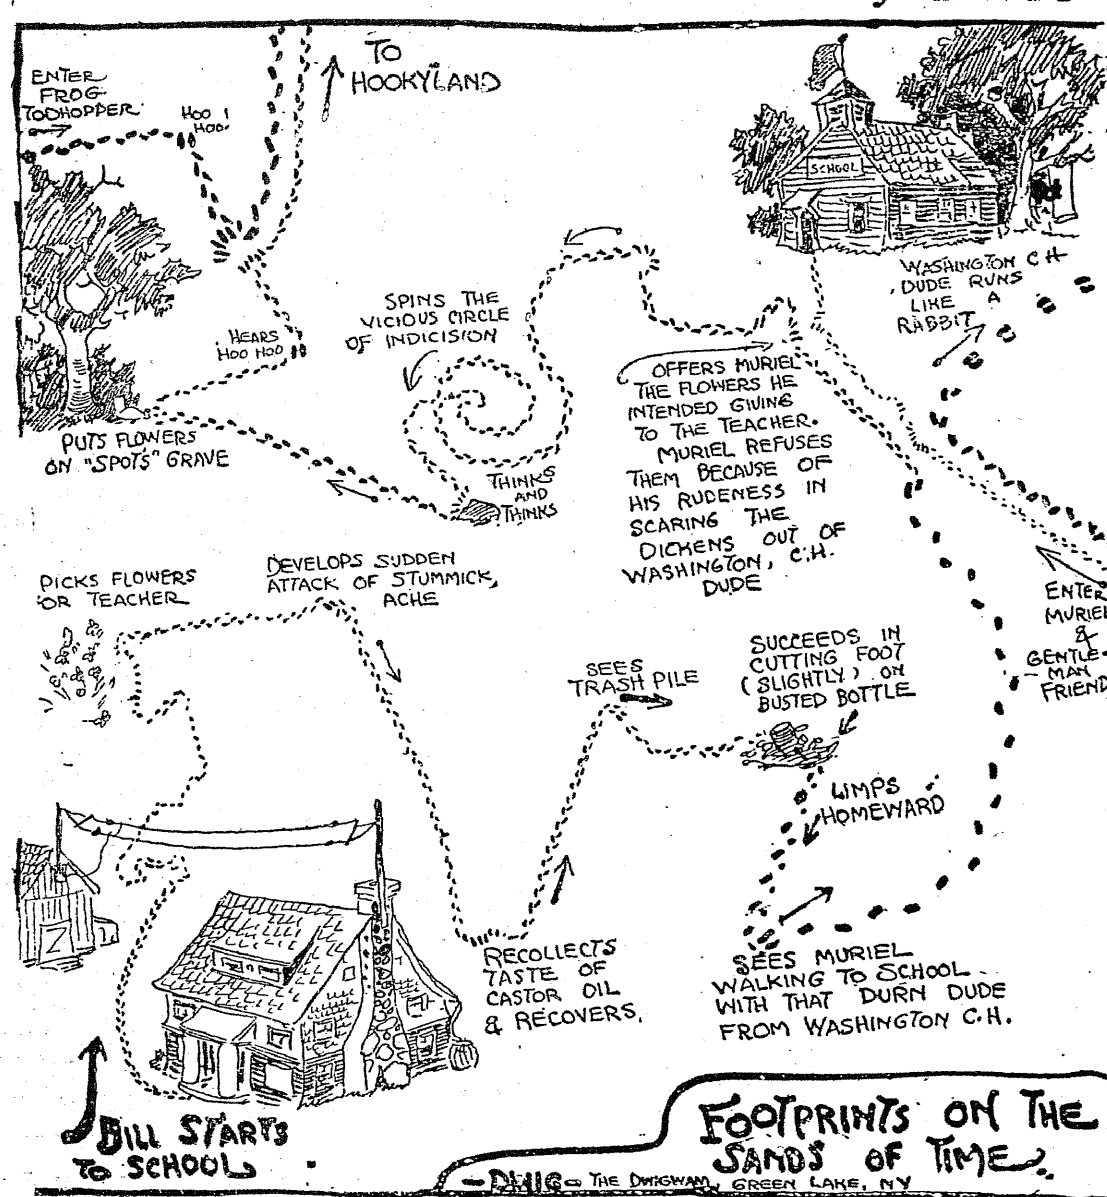 BILL STARTS
TO SCHOOL
PICKS FLOWERS
OR TEACHER
DEVELOPS SUDDEN
ATTACK OF STUMMICK,
ACHE
RECOLLECTS
TASTE OF
CASTOR OIL
& RECOVERS.
SEES
TRASH PILE
SUCCEEDS IN
CUTTING FOOT
(SLIGHTLY) ON
BUSTED BOTTLE
LIMPS
HOMEWARD
SEES MURIEL
WALKING TO SCHOOL
WITH THAT DURN DUDE
FROM WASHINGTON C.H.
ENTER
MURIEL
&
GENTLE-
MAN
FRIEND
WASHINGTON C H
DUDE RUNS
LIKE A
RABBIT
SCHOOL
OFFERS MURIEL
THE FLOWERS HE
INTENDED GIVING
TO THE TEACHER.
MURIEL REFUSES
THEM BECAUSE OF
HIS RUDENESS IN
SCARING THE
DICKENS OUT OF
WASHINGTON, C.H.
DUDE
SPINS THE
VICIOUS CIRCLE
OF INDICISION
THINKS
AND
THINKS
PUTS FLOWERS
ON "SPOTS" GRAVE
HEARS
HOO HOO
ENTER
FROG
TODHOPPER
HOO!
HOO!
TO
HOOKYLAND
FOOTPRINTS ON THE
SANDS OF TIME
-DWIG- THE DWIGWAM, GREEN LAKE, NY